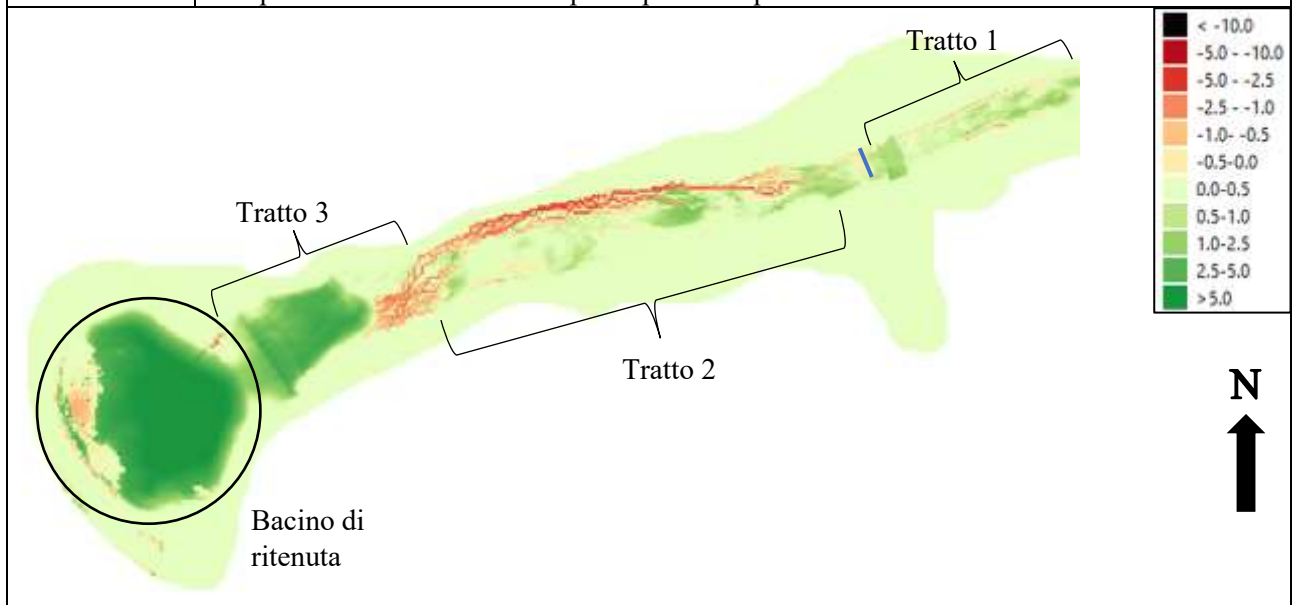 Tratto 1
Tratto 3
Tratto 2
Bacino di
ritenuta
< -10.0
-5.0 - -10.0
-5.0 - -2.5
-2.5 - -1.0
-1.0- -0.5
-0.5-0.0
0.0-0.5
0.5-1.0
1.0-2.5
2.5-5.0
>5.0
N